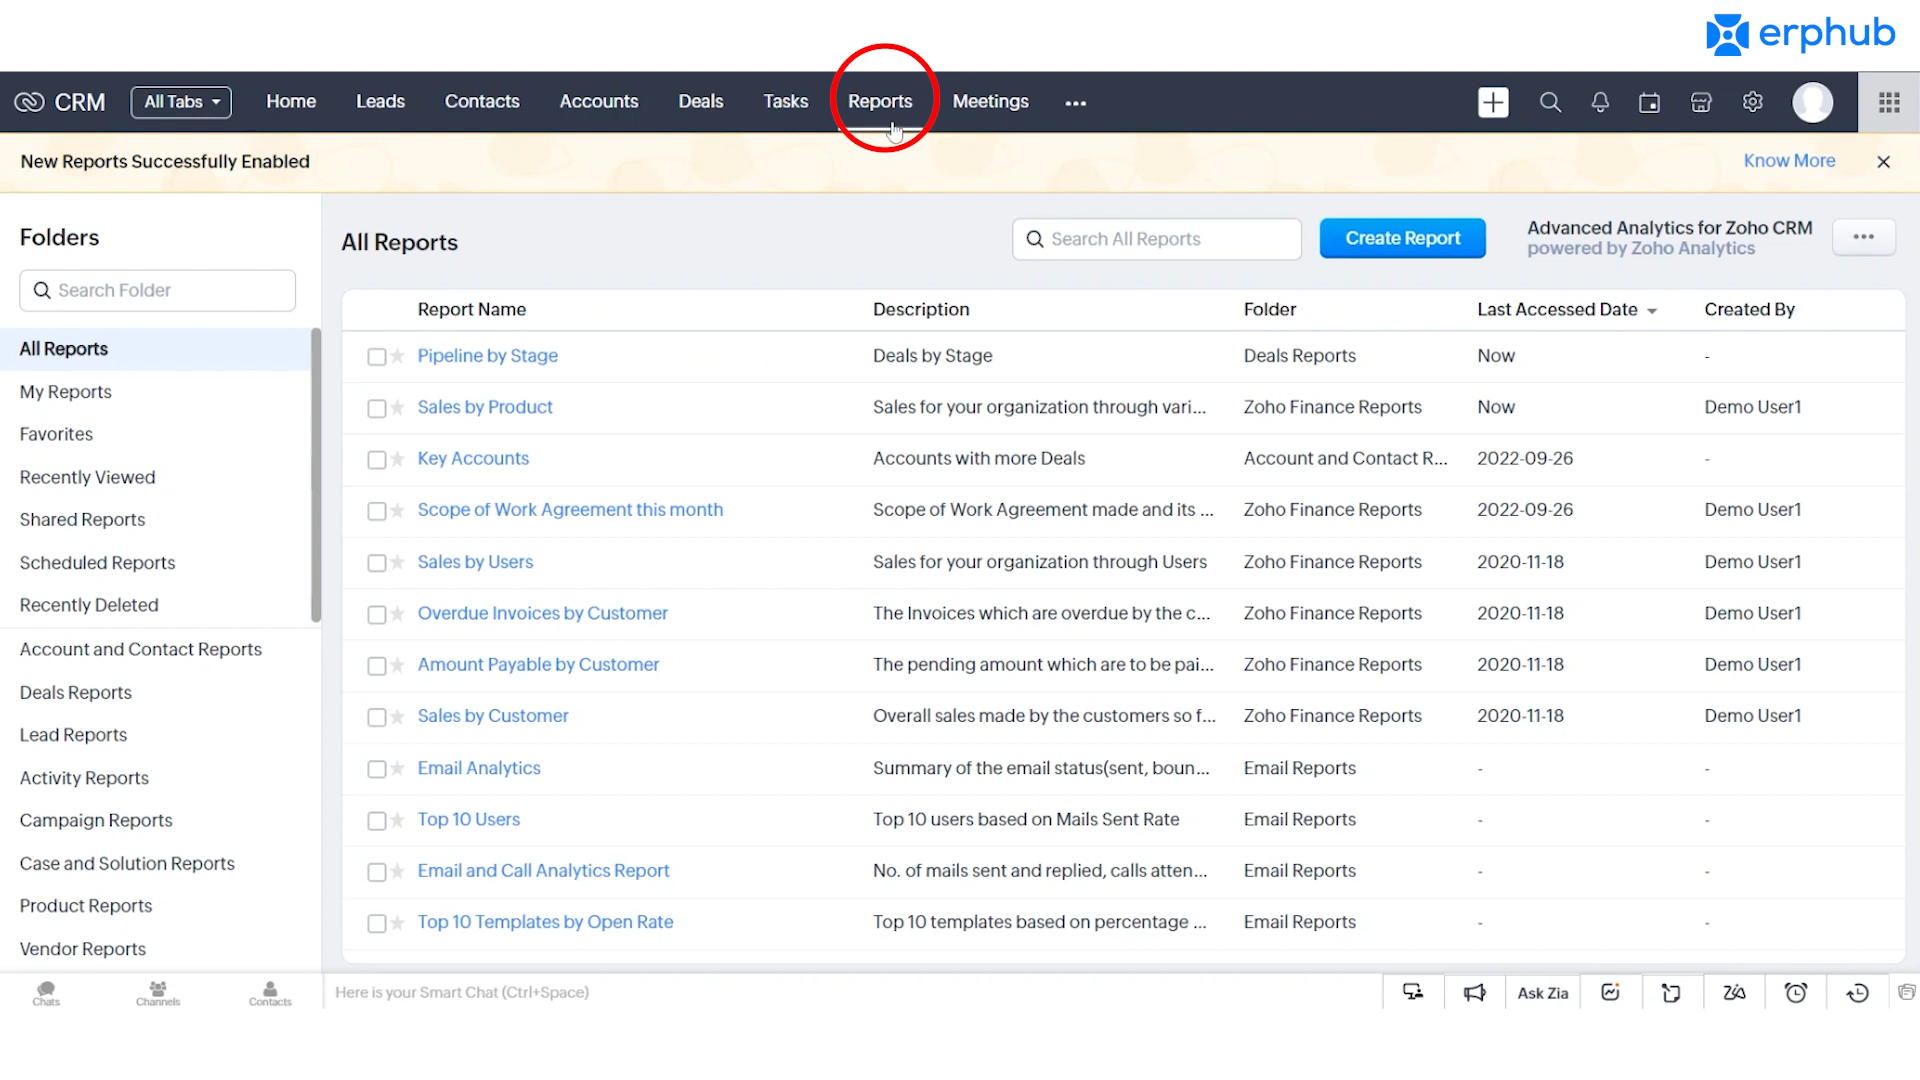 erphub
CRM All Tabs Home Leads Contacts Accounts Deals Tasks Reports Meetings
New Reports Successfully Enabled Know More
Folders
Search Folder
All Reports
My Reports
Favorites
Recently Viewed
Shared Reports
Scheduled Reports
Recently Deleted
Account and Contact Reports
Deals Reports
Lead Reports
Activity Reports
Campaign Reports
Case and Solution Reports
Product Reports
Vendor Reports
All Reports
Search All Reports
Create Report
Advanced Analytics for Zoho CRM
powered by Zoho Analytics
Report Name Description Folder Last Accessed Date Created By
Pipeline by Stage Deals by Stage Deals Reports Now -
Sales by Product Sales for your organization through vari... Zoho Finance Reports Now Demo User1
Key Accounts Accounts with more Deals Account and Contact R... 2022-09-26 -
Scope of Work Agreement this month Scope of Work Agreement made and its ... Zoho Finance Reports 2022-09-26 Demo User1
Sales by Users Sales for your organization through Users Zoho Finance Reports 2020-11-18 Demo User1
Overdue Invoices by Customer The Invoices which are overdue by the c... Zoho Finance Reports 2020-11-18 Demo User1
Amount Payable by Customer The pending amount which are to be pai... Zoho Finance Reports 2020-11-18 Demo User1
Sales by Customer Overall sales made by the customers so f... Zoho Finance Reports 2020-11-18 Demo User1
Email Analytics Summary of the email status(sent, boun... Email Reports - -
Top 10 Users Top 10 users based on Mails Sent Rate Email Reports - -
Email and Call Analytics Report No. of mails sent and replied, calls atten... Email Reports - -
Top 10 Templates by Open Rate Top 10 templates based on percentage ... Email Reports - -
Chats Channels Contacts Here is your Smart Chat (Ctrl+Space) Ask Zia